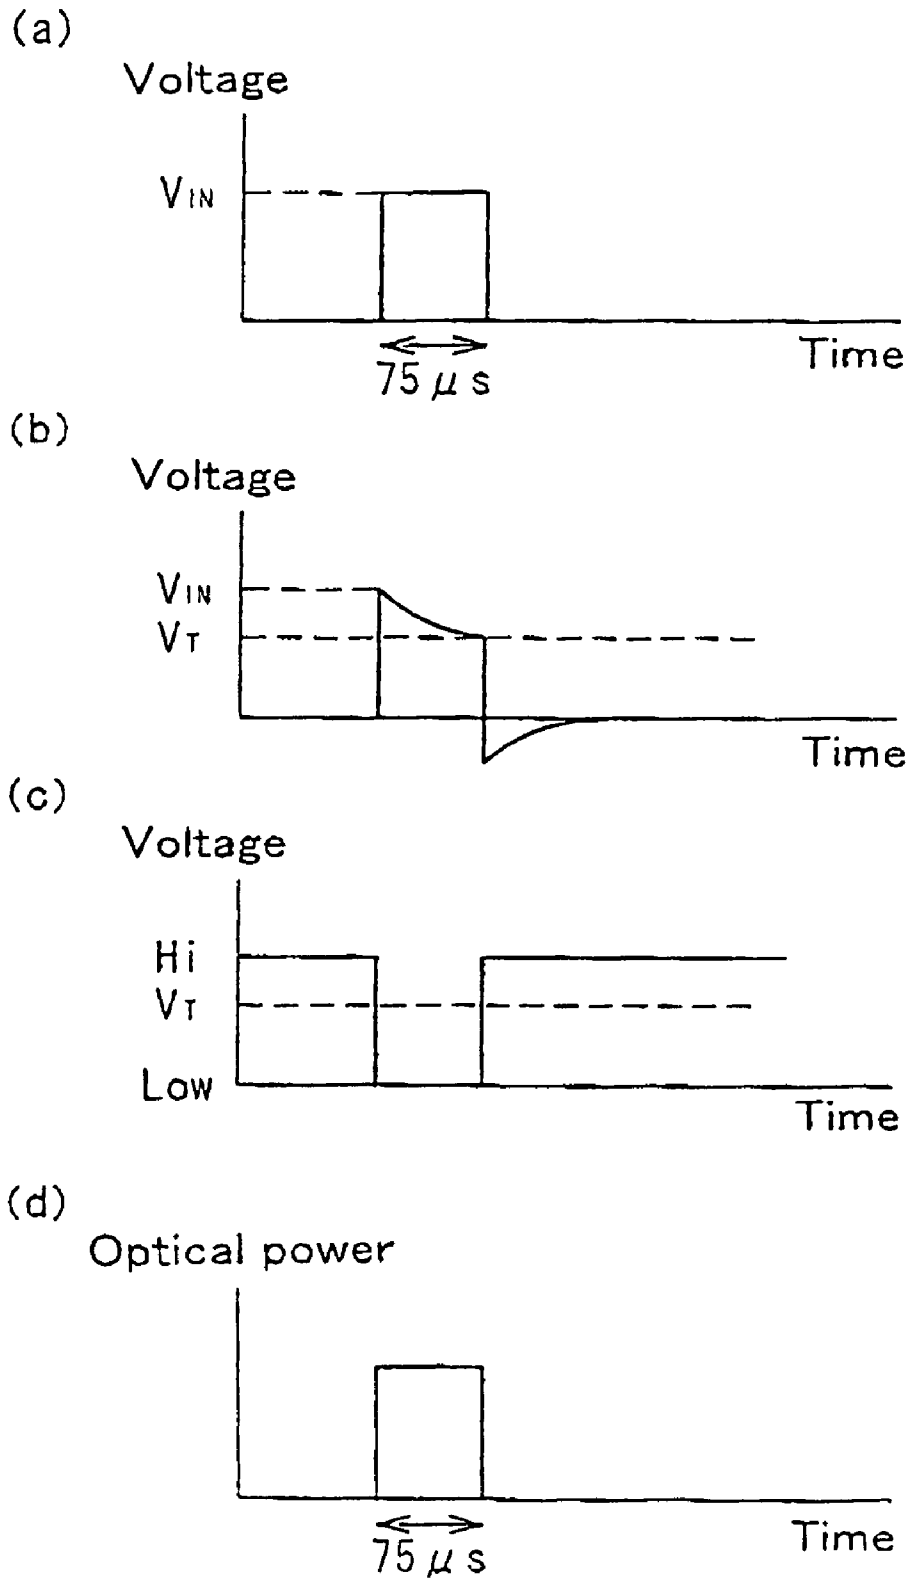 (a)
Voltage
VIN
Time
75 μs
(b)
Voltage
VIN
VT
Time
(c)
Voltage
Hi
VT
Low
Time
(d)
Optical power
Time
75 μs